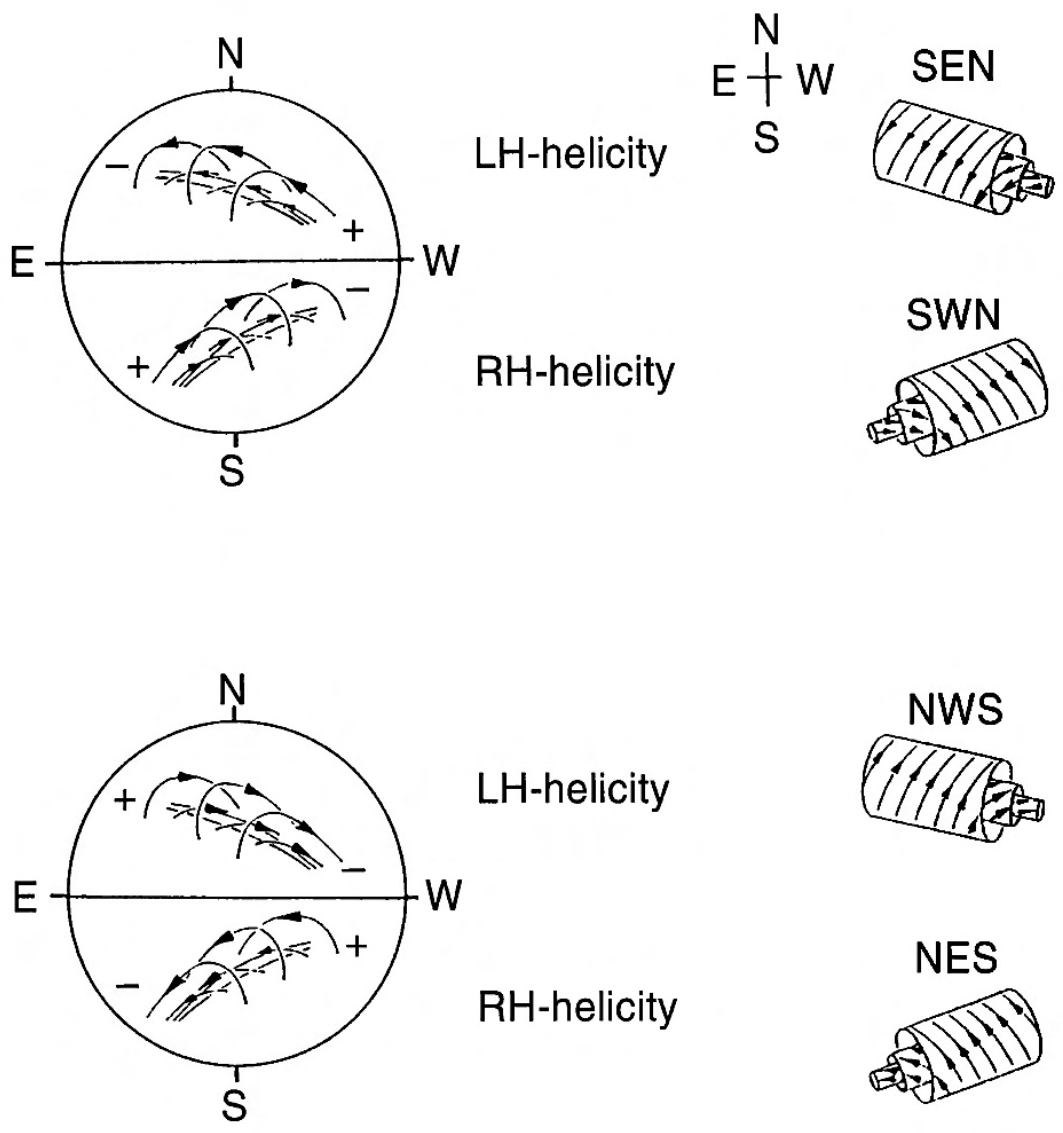 N
E W
S
SEN
N
LH-helicity
−
+
E W
−
SWN
RH-helicity
+
S
NWS
N
LH-helicity
+
−
E W
+
NES
RH-helicity
−
S